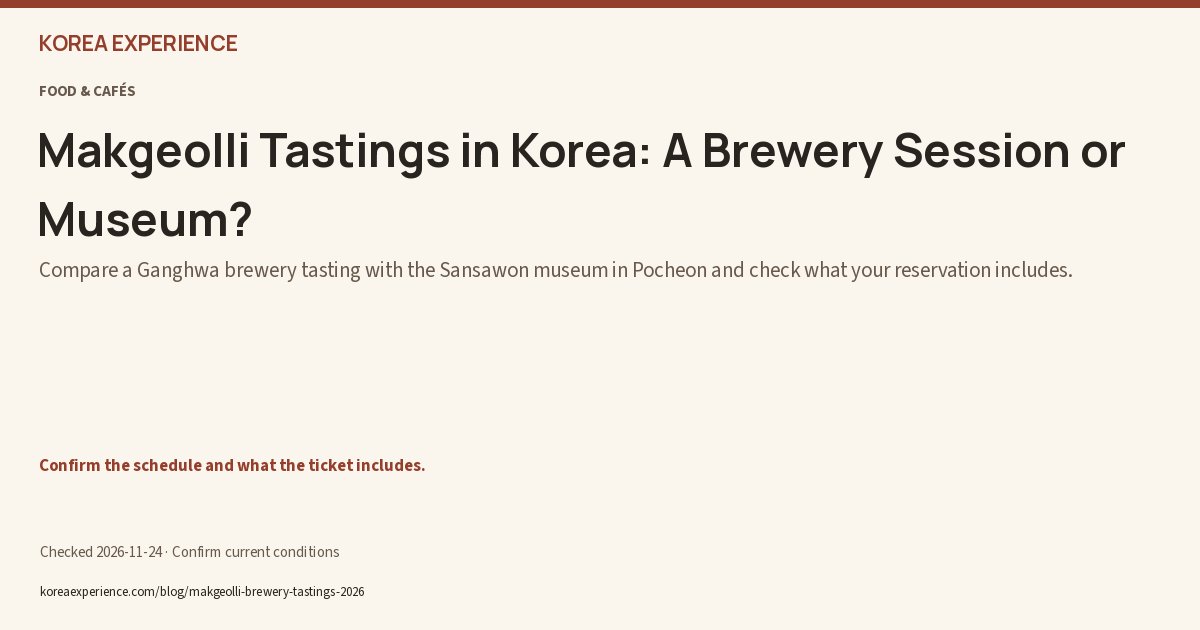 KOREA EXPERIENCE
FOOD & CAFÉS
Makgeolli Tastings in Korea: A Brewery Session or
Museum?
Compare a Ganghwa brewery tasting with the Sansawon museum in Pocheon and check what your reservation includes.
Confirm the schedule and what the ticket includes.
Checked 2026-11-24 · Confirm current conditions
koreaexperience.com/blog/makgeolli-brewery-tastings-2026